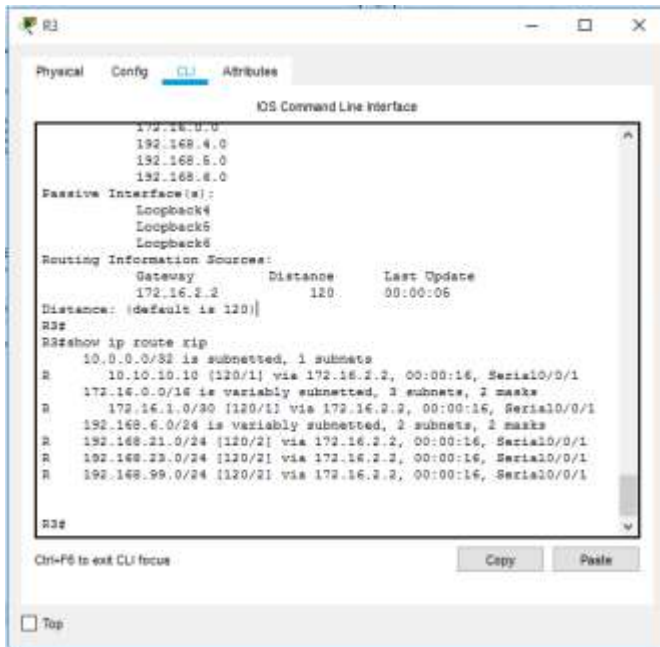 R3
Physical Config CLI Attributes
IOS Command Line Interface
172.16.0.0
192.168.4.0
192.168.5.0
192.168.6.0
Passive Interface(s):
Loopback4
Loopback5
Loopback6
Routing Information Sources:
Gateway Distance Last Update
172.16.2.2 120 00:00:06
Distance: (default is 120)
R3#
R3#show ip route rip
10.0.0.0/32 is subnetted, 1 subnets
R 10.10.10.10 [120/1] via 172.16.2.2, 00:00:16, Serial0/0/1
172.16.0.0/16 is variably subnetted, 3 subnets, 2 masks
R 172.16.1.0/30 [120/1] via 172.16.2.2, 00:00:16, Serial0/0/1
192.168.6.0/24 is variably subnetted, 2 subnets, 2 masks
R 192.168.21.0/24 [120/2] via 172.16.2.2, 00:00:16, Serial0/0/1
R 192.168.23.0/24 [120/2] via 172.16.2.2, 00:00:16, Serial0/0/1
R 192.168.99.0/24 [120/2] via 172.16.2.2, 00:00:16, Serial0/0/1
R3#
Ctrl+F6 to exit CLI focus
Copy Paste
Top